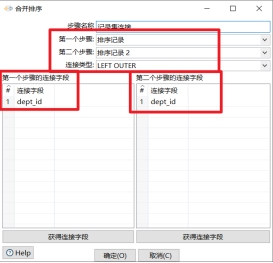 合并排序
步骤名称 记录集连接
第一个步骤: 排序记录
第二个步骤: 排序记录 2
连接类型: LEFT OUTER
第一个步骤的连接字段 第二个步骤的连接字段
# 连接字段 # 连接字段
1 dept_id 1 dept_id
获得连接字段 获得连接字段
Help 确定(O) 取消(C)